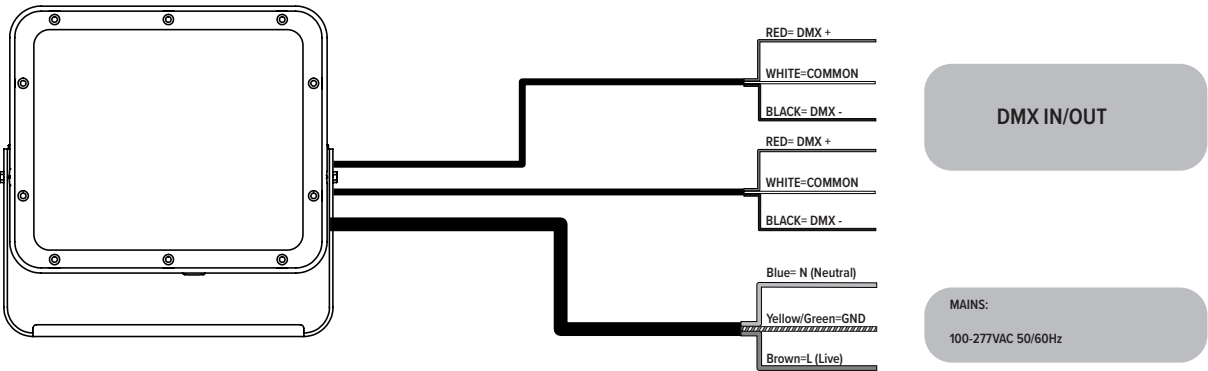 RED= DMX +
WHITE=COMMON
BLACK= DMX -
RED= DMX +
WHITE=COMMON
BLACK= DMX -
DMX IN/OUT
Blue= N (Neutral)
Yellow/Green=GND
Brown=L (Live)
MAINS:
100-277VAC 50/60Hz